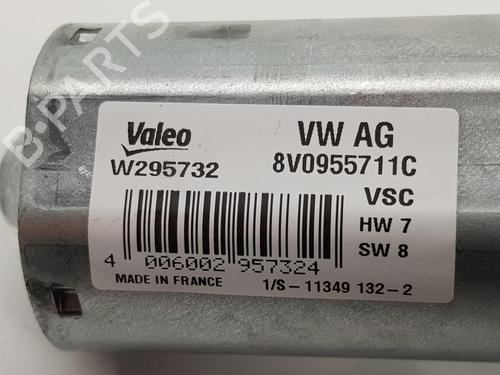 Valeo
VW AG
W295732
8V0955711C
VSC
HW 7
SW 8
4 006002 957324
MADE IN FRANCE
1/S-11349 132-2
B-PARTS